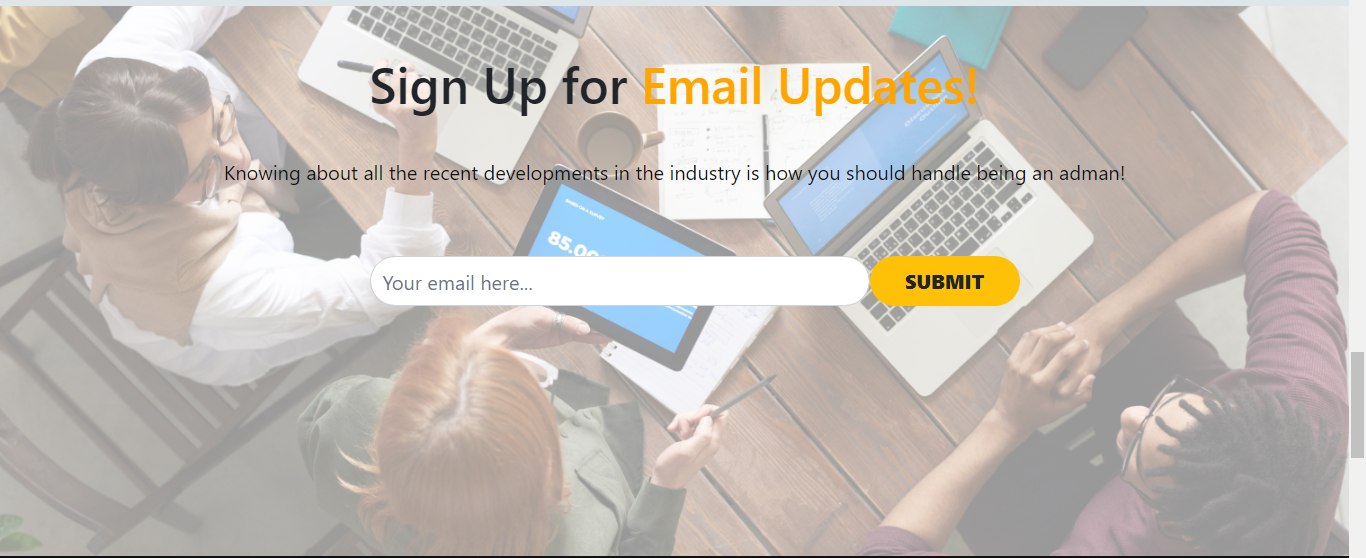 Sign Up for Email Updates!
Knowing about all the recent developments in the industry is how you should handle being an adman!
Your email here...
SUBMIT